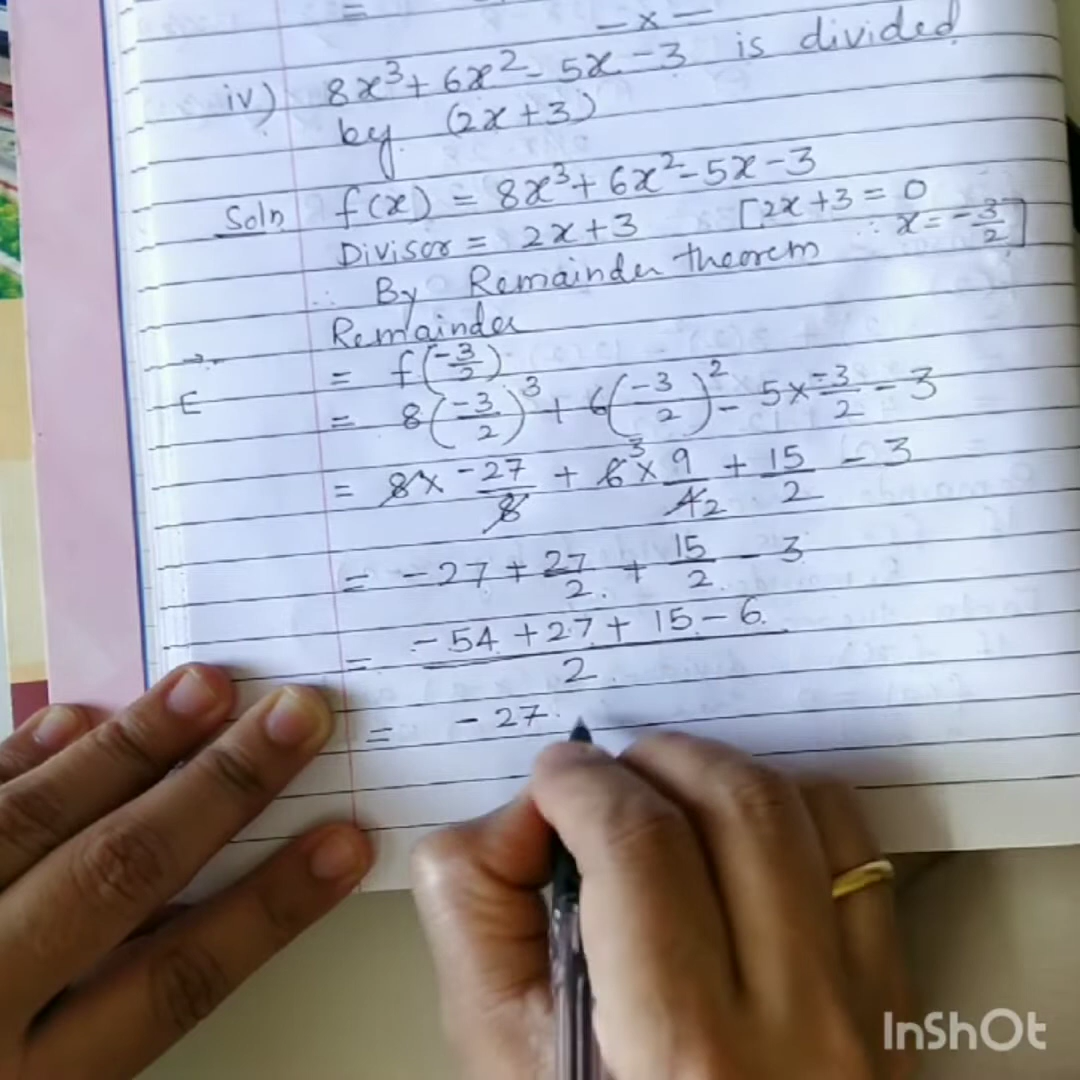 = 
— x —
iv) 8x³ + 6x² - 5x - 3 is divided
by (2x + 3)
Soln f(x) = 8x³ + 6x² - 5x - 3
Divisor = 2x + 3 [2x + 3 = 0
∴ x = -3/2]
∴ By Remainder theorem
Remainder
= f(-3/2)
E
= 8(-3/2)³ + 6(-3/2)² - 5 x -3/2 - 3
= 8 x -27/8 + 6 3 x 9/4 2 + 15/2 - 3
= -27 + 27/2 + 15/2 - 3
= -54 + 27 + 15 - 6 / 2
= -27
InShOt